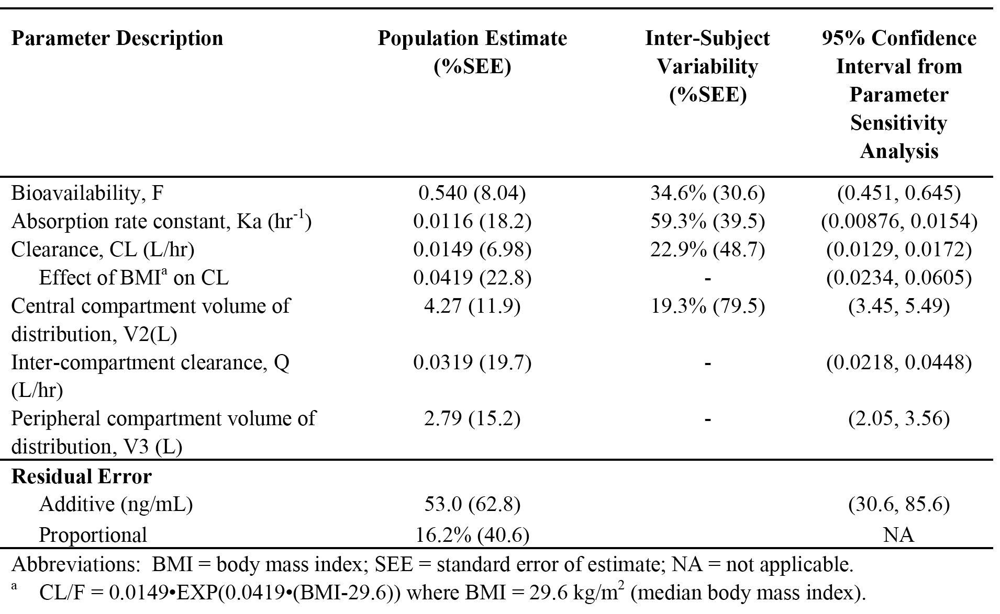 Parameter Description Population Estimate Inter-Subject 95% Confidence
(%SEE) Variability Interval from
(%SEE) Parameter
Sensitivity
Analysis
Bioavailability, F 0.540 (8.04) 34.6% (30.6) (0.451, 0.645)
Absorption rate constant, Ka (hr-1) 0.0116 (18.2) 59.3% (39.5) (0.00876, 0.0154)
Clearance, CL (L/hr) 0.0149 (6.98) 22.9% (48.7) (0.0129, 0.0172)
Effect of BMIa on CL 0.0419 (22.8) - (0.0234, 0.0605)
Central compartment volume of 4.27 (11.9) 19.3% (79.5) (3.45, 5.49)
distribution, V2(L)
Inter-compartment clearance, Q 0.0319 (19.7) - (0.0218, 0.0448)
(L/hr)
Peripheral compartment volume of 2.79 (15.2) - (2.05, 3.56)
distribution, V3 (L)
Residual Error
Additive (ng/mL) 53.0 (62.8) (30.6, 85.6)
Proportional 16.2% (40.6) NA
Abbreviations: BMI = body mass index; SEE = standard error of estimate; NA = not applicable.
a CL/F = 0.0149•EXP(0.0419•(BMI-29.6)) where BMI = 29.6 kg/m2 (median body mass index).